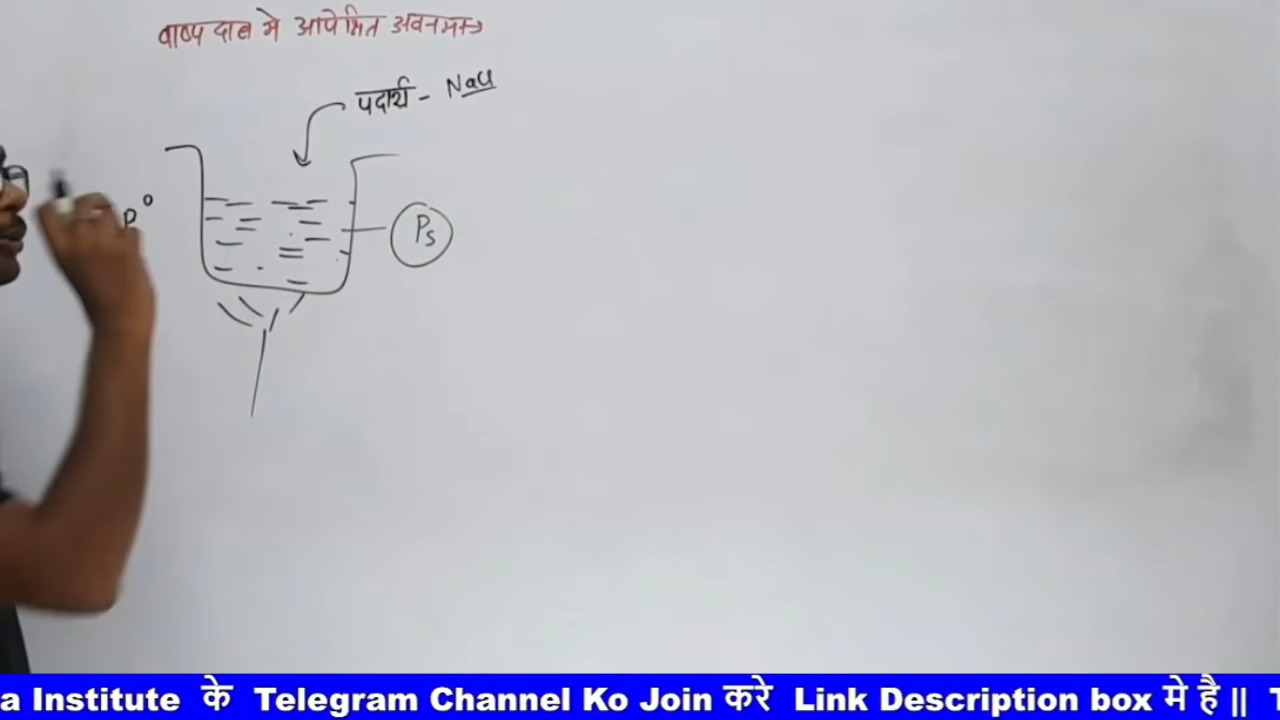 वाष्प दाब मे आपेक्षित अवनमन
पदार्थ - NaCl
P°
Ps
a Institute के Telegram Channel Ko Join करे Link Description box मे है || T